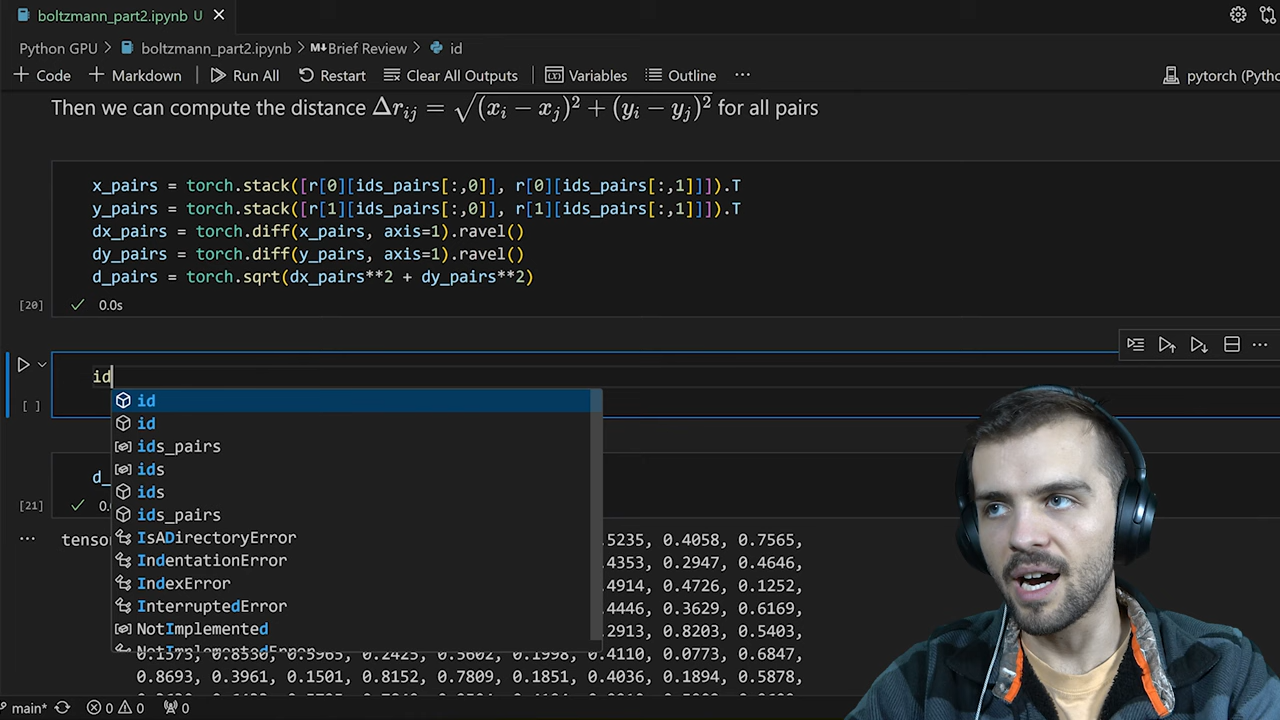 boltzmann_part2.ipynb U
Python GPU > boltzmann_part2.ipynb > M↓Brief Review > id
+ Code + Markdown | Run All Restart Clear All Outputs | Variables Outline ... pytorch (Pytho
Then we can compute the distance Δr_{ij} = √((x_i − x_j)² + (y_i − y_j)²) for all pairs
x_pairs = torch.stack([r[0][ids_pairs[:,0]], r[0][ids_pairs[:,1]]]).T
y_pairs = torch.stack([r[1][ids_pairs[:,0]], r[1][ids_pairs[:,1]]]).T
dx_pairs = torch.diff(x_pairs, axis=1).ravel()
dy_pairs = torch.diff(y_pairs, axis=1).ravel()
d_pairs = torch.sqrt(dx_pairs**2 + dy_pairs**2)
[20] ✓ 0.0s
id
[ ]
id
id
ids_pairs
ids
ids
ids_pairs
IsADirectoryError
IndentationError
IndexError
InterruptedError
NotImplemented
d_
[21] ✓ 0.
... tenso .5235, 0.4058, 0.7565,
.4353, 0.2947, 0.4646,
.4914, 0.4726, 0.1252,
.4446, 0.3629, 0.6169,
.2913, 0.8203, 0.5403,
0.4110, 0.0773, 0.6847,
0.8693, 0.3961, 0.1501, 0.8152, 0.7809, 0.1851, 0.4036, 0.1894, 0.5878,
main* 0 0 0